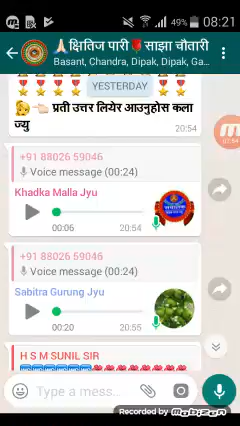 49% 08:21
🙏🏻क्षितिज पारी🌹साझा चौतारी
Basant, Chandra, Dipak, Dipak, Ga...
YESTERDAY
🙋👈🏻 प्रती उत्तर लियेर आउनुहोस कला
ज्यु
20:54
+91 88026 59046
Voice message (00:24)
Khadka Malla Jyu
00:06 20:54
+91 88026 59046
Voice message (00:24)
Sabitra Gurung Jyu
00:20 20:55
H S M SUNIL SIR
Type a mess...
Recorded by Mobizen